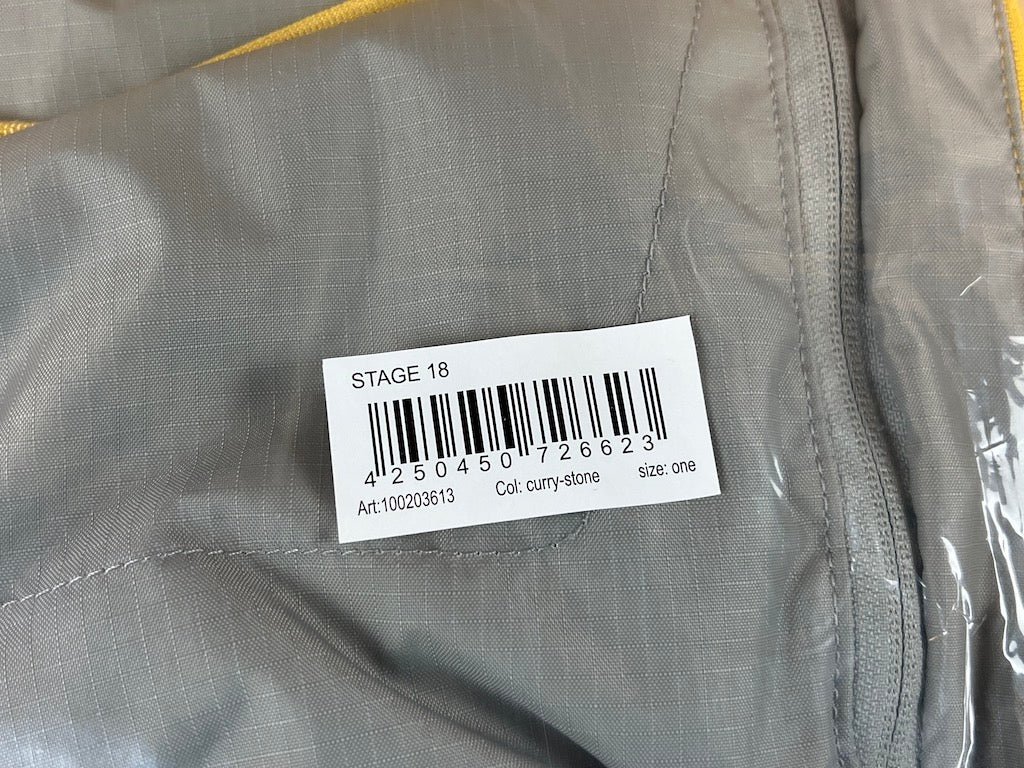 STAGE 18
4 250450 726623
Art:100203613 Col: curry-stone size: one